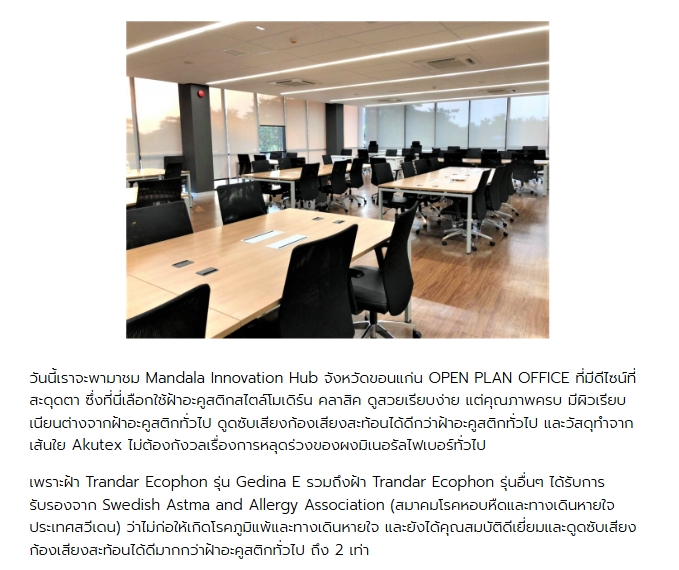 วันนี้เราจะพามาชม Mandala Innovation Hub จังหวัดขอนแก่น OPEN PLAN OFFICE ที่มีดีไซน์ที่
สะดุดตา ซึ่งที่นี่เลือกใช้ฝ้าอะคูสติกสไตล์โมเดิร์น คลาสิค ดูสวยเรียบง่าย แต่คุณภาพครบ มีผิวเรียบ
เนียนต่างจากฝ้าอะคูสติกทั่วไป ดูดซับเสียงก้องเสียงสะท้อนได้ดีกว่าฝ้าอะคูสติกทั่วไป และวัสดุทำจาก
เส้นใย Akutex ไม่ต้องกังวลเรื่องการหลุดร่วงของผงมิเนอรัลไฟเบอร์ทั่วไป
เพราะฝ้า Trandar Ecophon รุ่น Gedina E รวมถึงฝ้า Trandar Ecophon รุ่นอื่นๆ ได้รับการ
รับรองจาก Swedish Astma and Allergy Association (สมาคมโรคหอบหืดและทางเดินหายใจ
ประเทศสวีเดน) ว่าไม่ก่อให้เกิดโรคภูมิแพ้และทางเดินหายใจ และยังได้คุณสมบัติดีเยี่ยมและดูดซับเสียง
ก้องเสียงสะท้อนได้ดีมากกว่าฝ้าอะคูสติกทั่วไป ถึง 2 เท่า